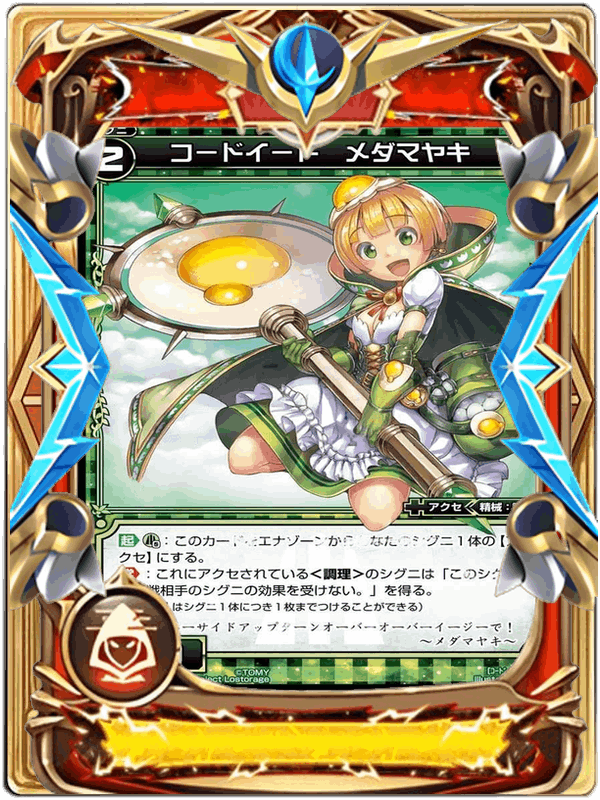 2
コードイート メダマヤキ
アクセ 精械:
起 :このカード エナゾーンから なた シグニ1体の【
クセ】にする。
:これにアクセされている<調理>のシグニは「このシグ
戦相手のシグニの効果を受けない。」を得る。
はシグニ1体につき1枚までつけることができる)
ーサイドアップターンオーバーオーバーイージーで!
～メダマヤキ～
©TOMY
ject Lostorage
Illust